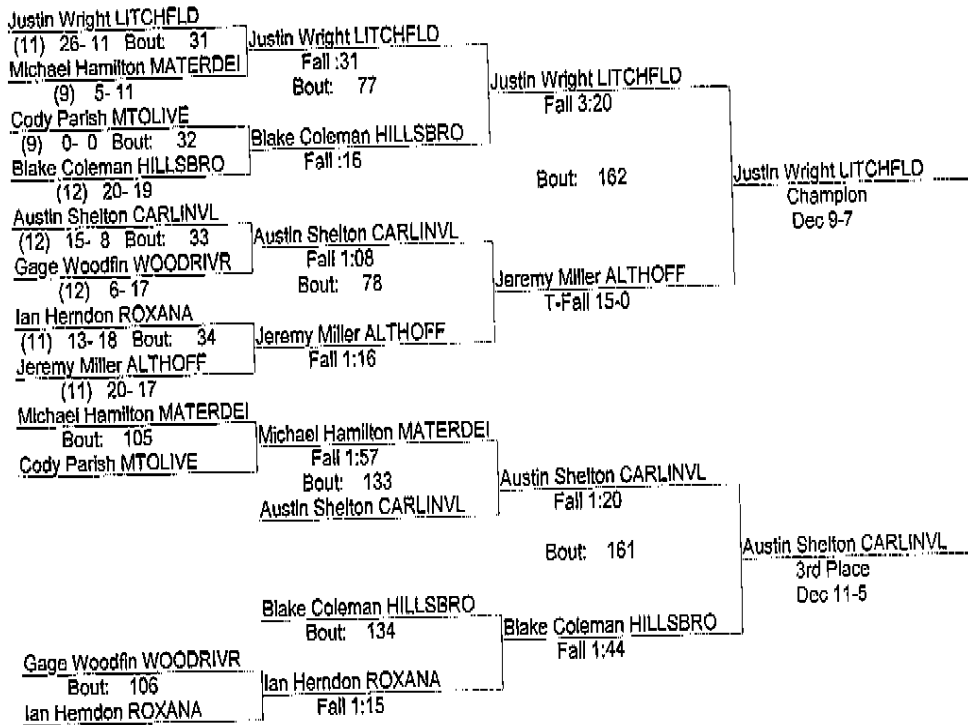 Justin Wright LITCHFLD
(11) 26- 11 Bout: 31
Michael Hamilton MATERDEI
(9) 5- 11
Cody Parish MTOLIVE
(9) 0- 0 Bout: 32
Blake Coleman HILLSBRO
(12) 20- 19
Austin Shelton CARLINVL
(12) 15- 8 Bout: 33
Gage Woodfin WOODRIVR
(12) 6- 17
Ian Herndon ROXANA
(11) 13- 18 Bout: 34
Jeremy Miller ALTHOFF
(11) 20- 17
Justin Wright LITCHFLD
Fall :31
Bout: 77
Blake Coleman HILLSBRO
Fall :16
Austin Shelton CARLINVL
Fall 1:08
Bout: 78
Jeremy Miller ALTHOFF
Fall 1:16
Justin Wright LITCHFLD
Fall 3:20
Bout: 162
Jeremy Miller ALTHOFF
T-Fall 15-0
Justin Wright LITCHFLD
Champion
Dec 9-7
Michael Hamilton MATERDEI
Bout: 105
Cody Parish MTOLIVE
Michael Hamilton MATERDEI
Fall 1:57
Bout: 133
Austin Shelton CARLINVL
Austin Shelton CARLINVL
Fall 1:20
Bout: 161
Blake Coleman HILLSBRO
Bout: 134
Gage Woodfin WOODRIVR
Bout: 106
Ian Herndon ROXANA
Ian Herndon ROXANA
Fall 1:15
Blake Coleman HILLSBRO
Fall 1:44
Austin Shelton CARLINVL
3rd Place
Dec 11-5